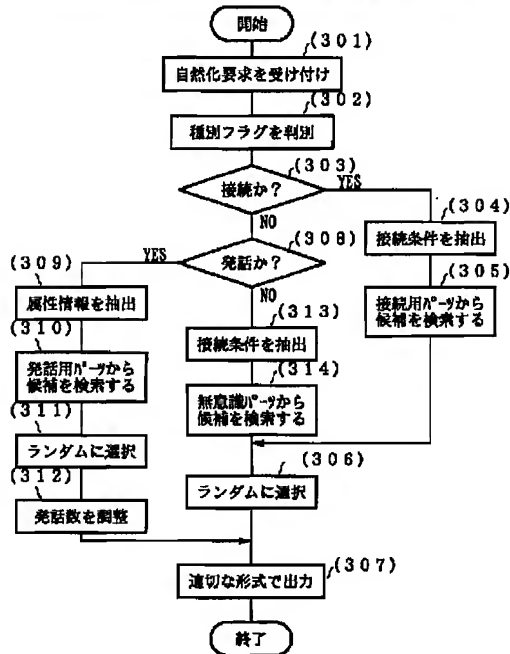 開始
(301)
自然化要求を受け付け
(302)
種別フラグを判別
(303)
接続か?
YES
NO
(304)
接続条件を抽出
(305)
接続用パーツから
候補を検索する
(308)
発話か?
YES
NO
(309)
属性情報を抽出
(310)
発話用パーツから
候補を検索する
(311)
ランダムに選択
(312)
発話数を調整
(313)
接続条件を抽出
(314)
無意識パーツから
候補を検索する
(306)
ランダムに選択
(307)
適切な形式で出力
終了